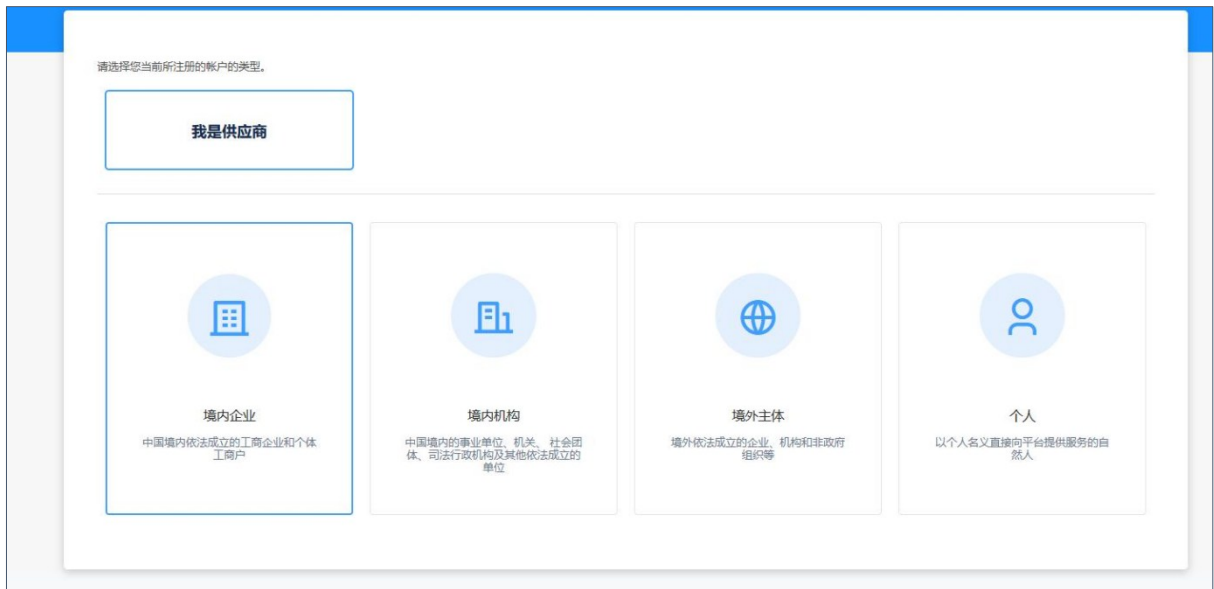 请选择您当前所注册的帐户的类型。
我是供应商
境内企业
中国境内依法成立的工商企业和个体
工商户
境内机构
中国境内的事业单位、机关、 社会团
体、司法行政机构及其他依法成立的
单位
境外主体
境外依法成立的企业、机构和非政府
组织等
个人
以个人名义直接向平台提供服务的自
然人